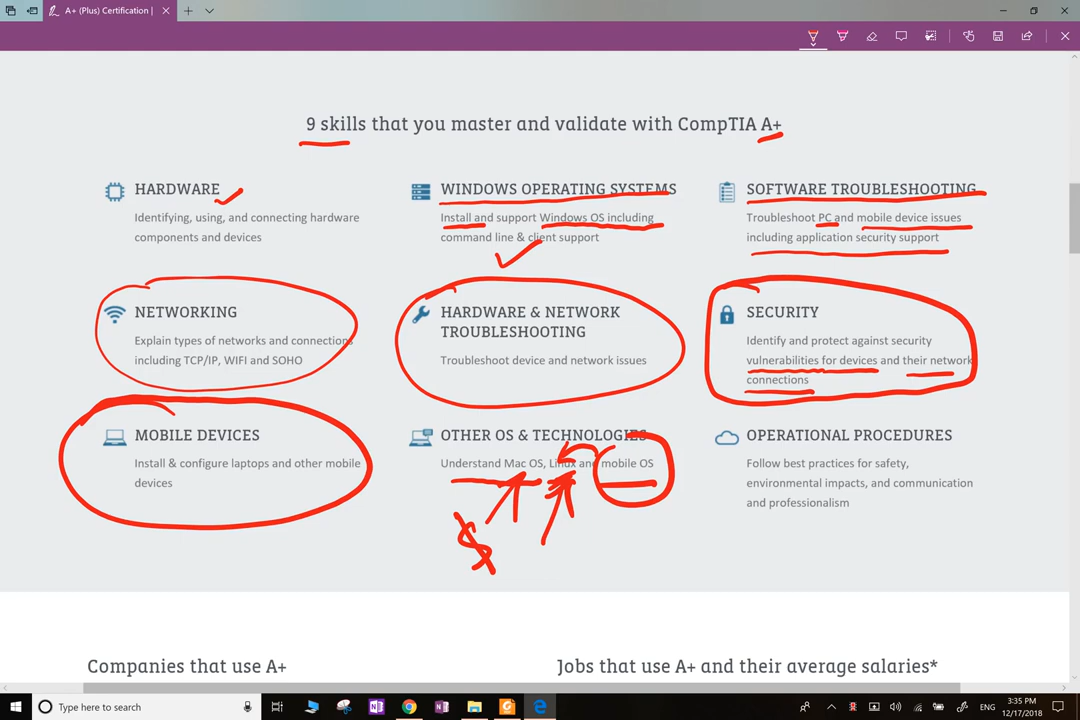 A+ (Plus) Certification |
9 skills that you master and validate with CompTIA A+
HARDWARE
Identifying, using, and connecting hardware
components and devices
WINDOWS OPERATING SYSTEMS
Install and support Windows OS including
command line & client support
SOFTWARE TROUBLESHOOTING
Troubleshoot PC and mobile device issues
including application security support
NETWORKING
Explain types of networks and connections
including TCP/IP, WIFI and SOHO
HARDWARE & NETWORK
TROUBLESHOOTING
Troubleshoot device and network issues
SECURITY
Identify and protect against security
vulnerabilities for devices and their network
connections
MOBILE DEVICES
Install & configure laptops and other mobile
devices
OTHER OS & TECHNOLOGIES
Understand Mac OS, Linux and mobile OS
$
OPERATIONAL PROCEDURES
Follow best practices for safety,
environmental impacts, and communication
and professionalism
Companies that use A+
Jobs that use A+ and their average salaries*
Type here to search
ENG
3:35 PM
12/17/2018